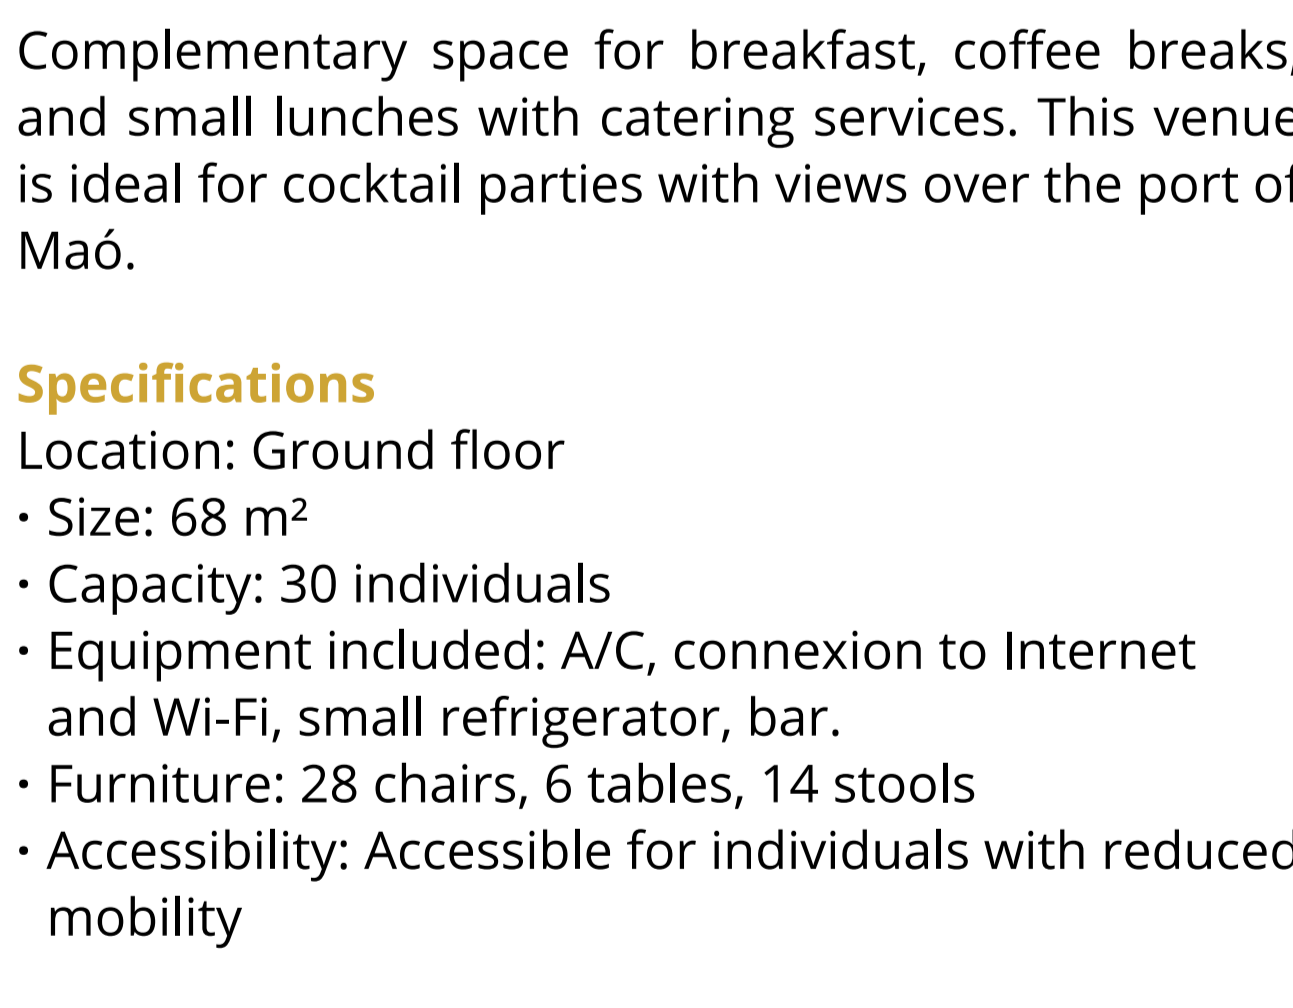 Complementary space for breakfast, coffee breaks,
and small lunches with catering services. This venue
is ideal for cocktail parties with views over the port of
Maó.
Specifications
Location: Ground floor
· Size: 68 m²
· Capacity: 30 individuals
· Equipment included: A/C, connexion to Internet
and Wi-Fi, small refrigerator, bar.
· Furniture: 28 chairs, 6 tables, 14 stools
· Accessibility: Accessible for individuals with reduced
mobility